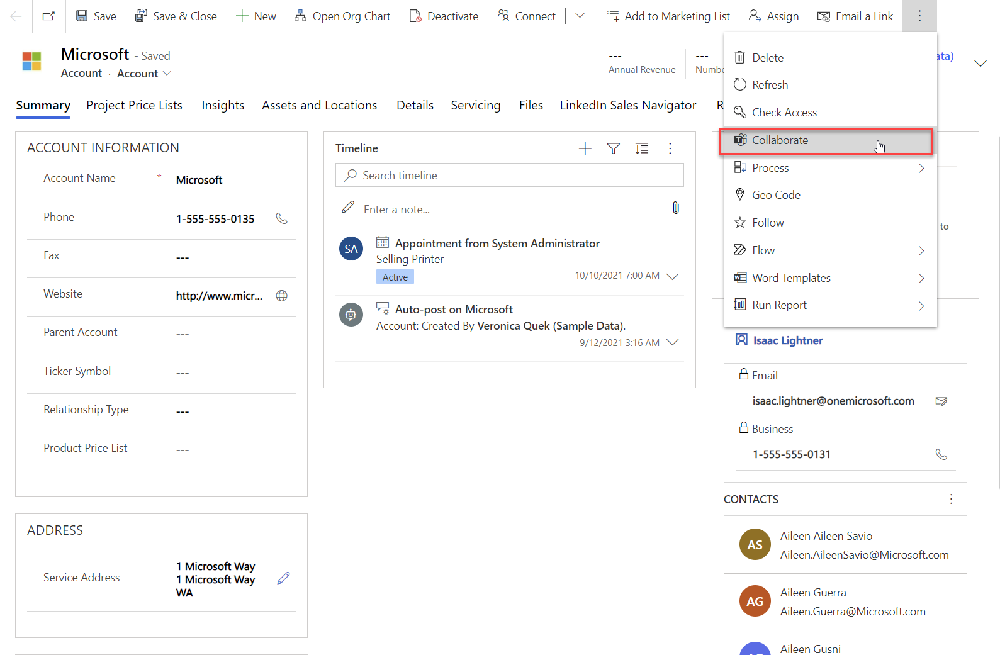 Save
Save & Close
New
Open Org Chart
Deactivate
Connect
Add to Marketing List
Assign
Email a Link
Microsoft - Saved
Account · Account
---
Annual Revenue
---
Numbe
ata)
Delete
Refresh
Check Access
Collaborate
Process
Geo Code
Follow
Flow
Word Templates
Run Report
Summary
Project Price Lists
Insights
Assets and Locations
Details
Servicing
Files
LinkedIn Sales Navigator
R
ACCOUNT INFORMATION
Account Name * Microsoft
Phone 1-555-555-0135
Fax ---
Website http://www.micr...
Parent Account ---
Ticker Symbol ---
Relationship Type ---
Product Price List ---
ADDRESS
Service Address
1 Microsoft Way
1 Microsoft Way
WA
Timeline
Search timeline
Enter a note...
SA
Appointment from System Administrator
Selling Printer
Active
10/10/2021 7:00 AM
Auto-post on Microsoft
Account: Created By Veronica Quek (Sample Data).
9/12/2021 3:16 AM
to
Isaac Lightner
Email
isaac.lightner@onemicrosoft.com
Business
1-555-555-0131
CONTACTS
AS
Aileen Aileen Savio
Aileen.AileenSavio@Microsoft.com
AG
Aileen Guerra
Aileen.Guerra@Microsoft.com
Aileen Gusni